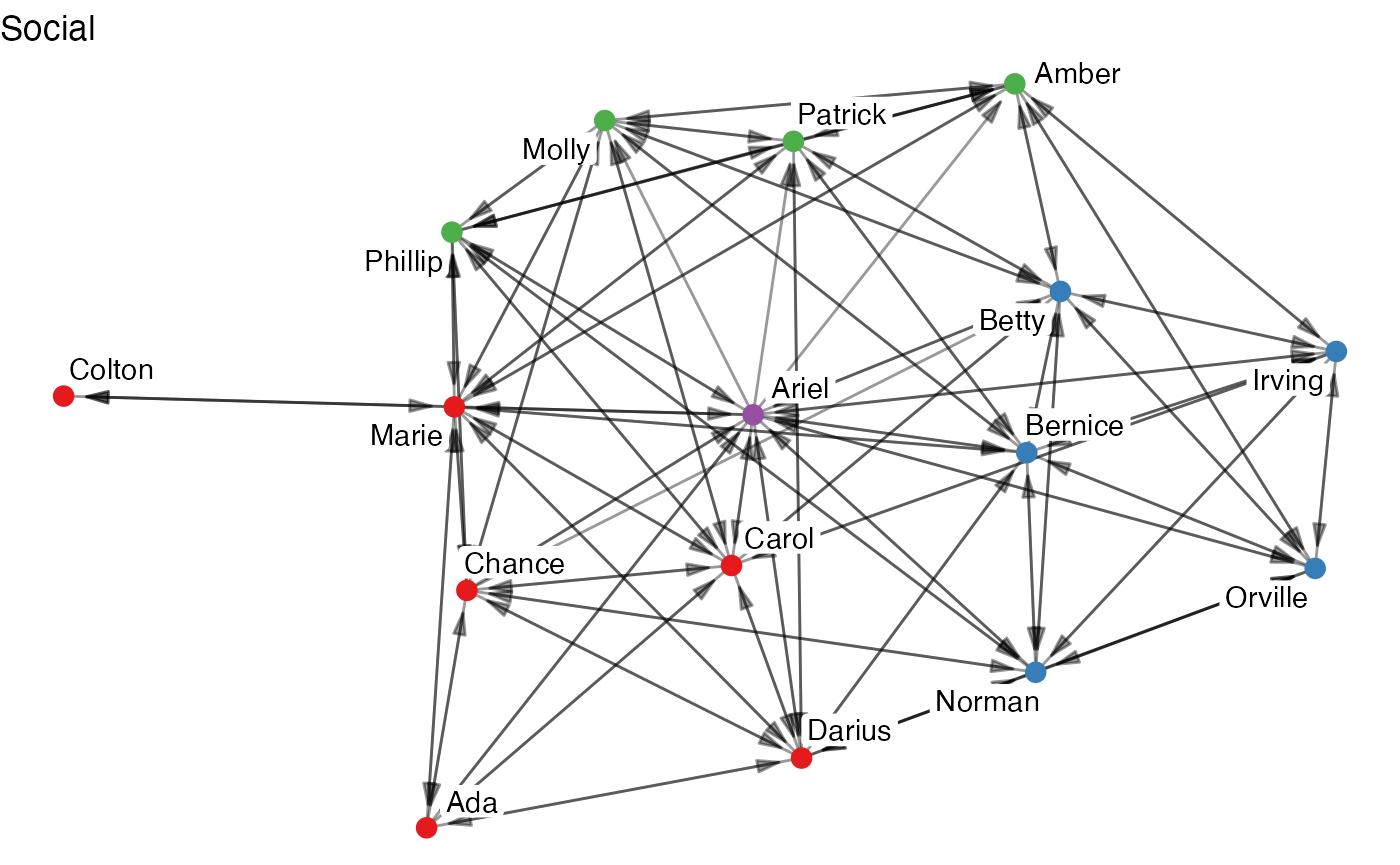 Social
Amber
Patrick
Molly
Phillip
Betty
Colton
Irving
Ariel
Bernice
Marie
Carol
Chance
Orville
Norman
Darius
Ada